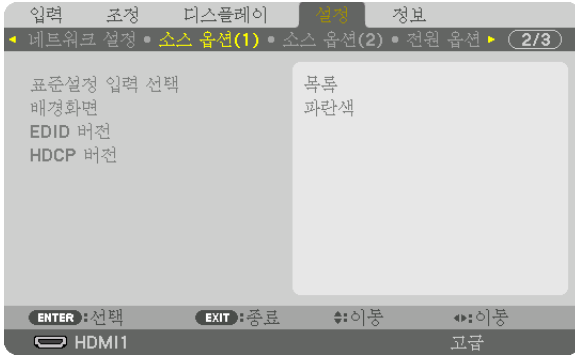 입력 조정 디스플레이 설정 정보
◄ 네트워크 설정 • 소스 옵션(1) • 소스 옵션(2) • 전원 옵션 ► 2/3
표준설정 입력 선택 목록
배경화면 파란색
EDID 버전
HDCP 버전
ENTER :선택 EXIT :종료 ♦:이동 ◂▸:이동
HDMI1 고급